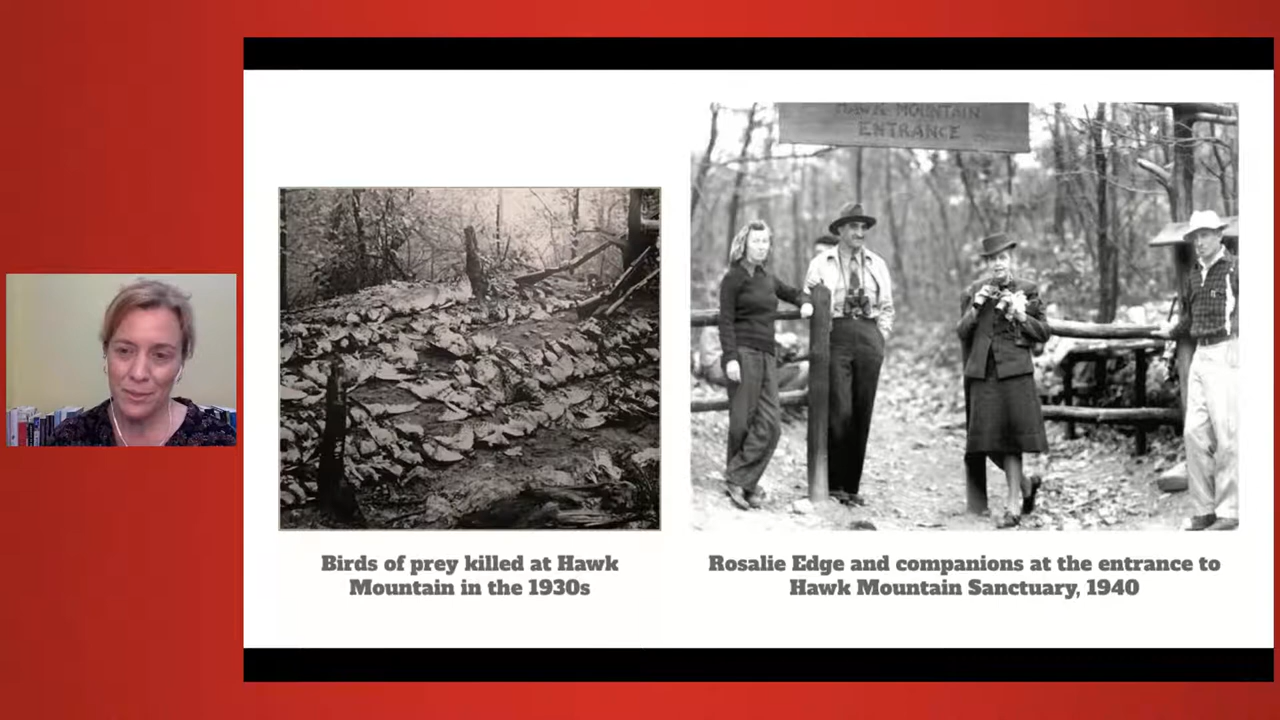 HAWK MOUNTAIN
ENTRANCE
Birds of prey killed at Hawk
Mountain in the 1930s
Rosalie Edge and companions at the entrance to
Hawk Mountain Sanctuary, 1940